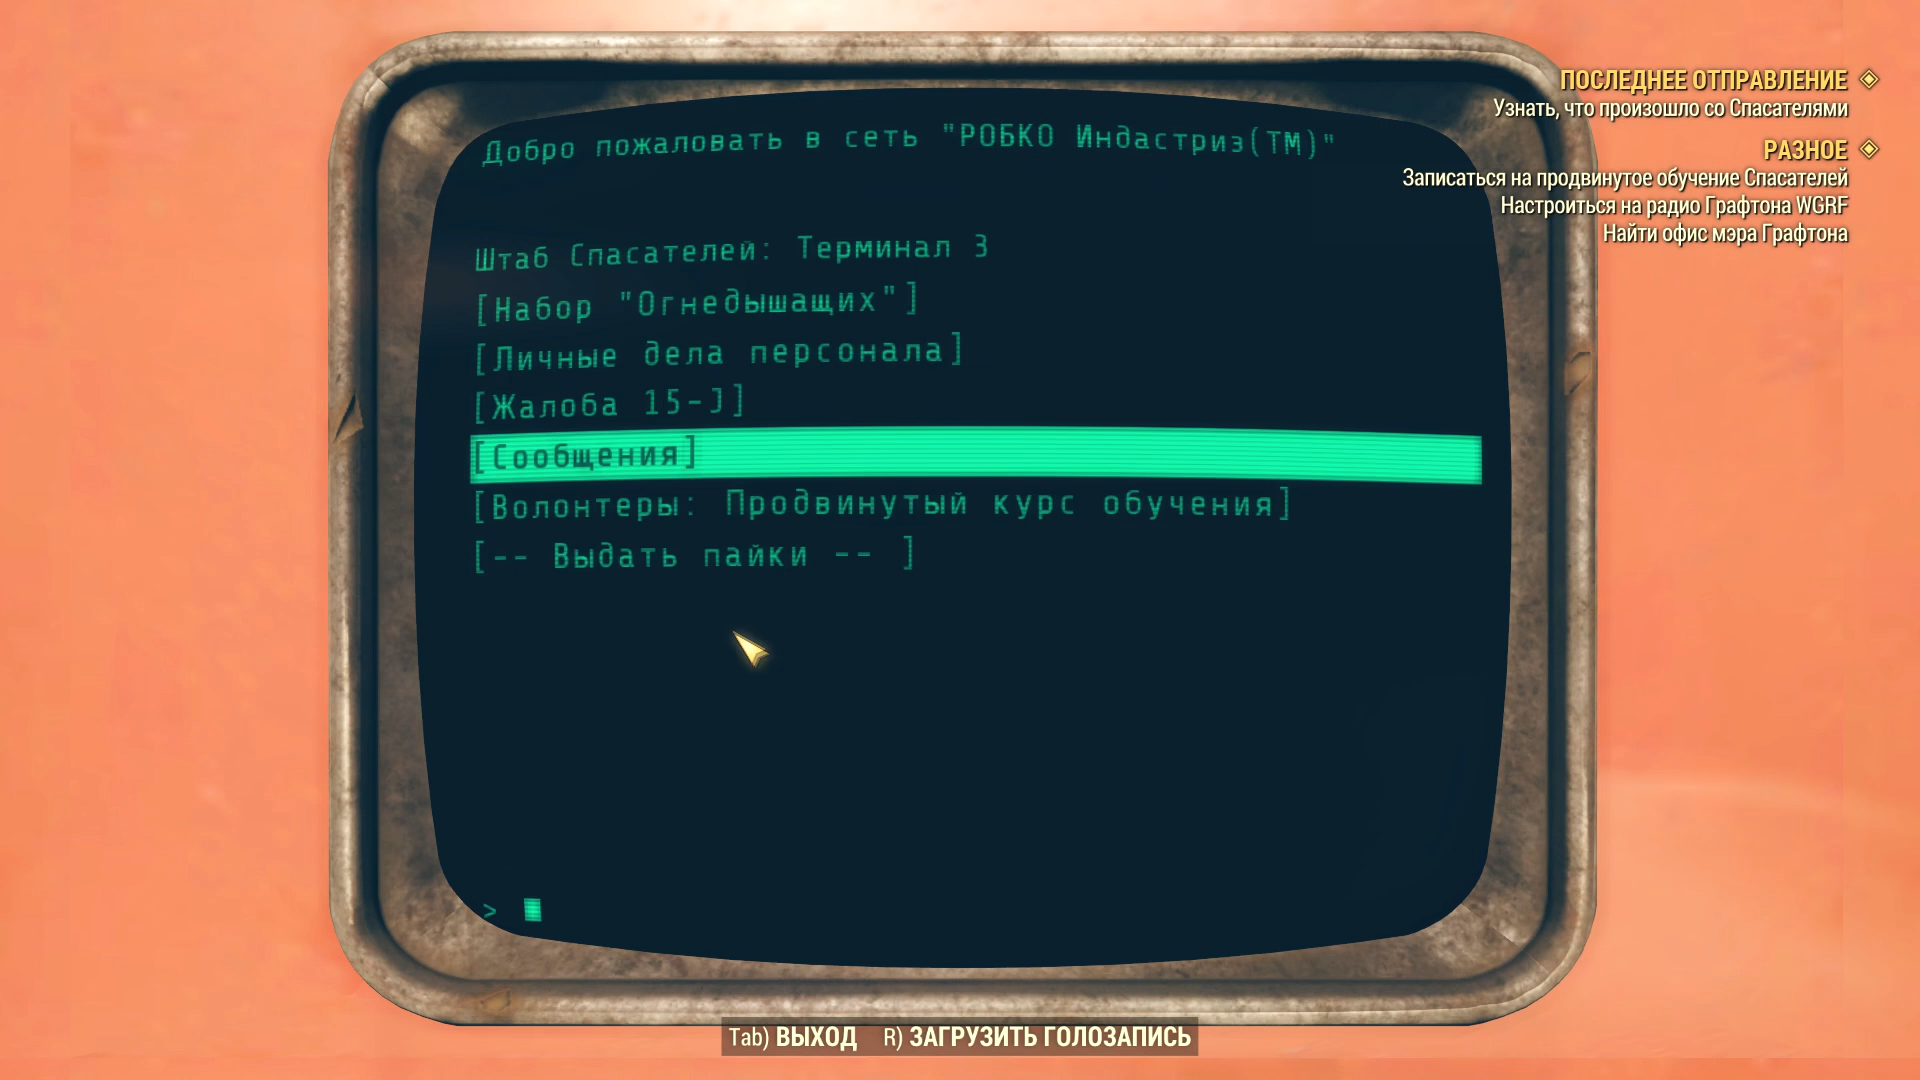 Добро пожаловать в сеть "РОБКО Индастриз(ТМ)"
Штаб Спасателей: Терминал 3
[Набор "Огнедышащих"]
[Личные дела персонала]
[Жалоба 15-J]
[Сообщения]
[Волонтеры: Продвинутый курс обучения]
[-- Выдать пайки -- ]
>
ПОСЛЕДНЕЕ ОТПРАВЛЕНИЕ
Узнать, что произошло со Спасателями
РАЗНОЕ
Записаться на продвинутое обучение Спасателей
Настроиться на радио Графтона WGRF
Найти офис мэра Графтона
Tab) ВЫХОД R) ЗАГРУЗИТЬ ГОЛОЗАПИСЬ